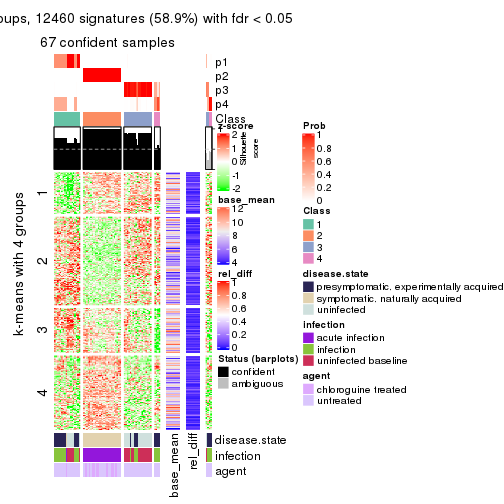 oups, 12460 signatures (58.9%) with fdr < 0.05
67 confident samples
p1
p2
p3
p4
Class
z-score
2
1
0
-1
-2
Silhouette
score
Prob
1
0.8
0.6
0.4
0.2
0
base_mean
12
10
8
6
4
Class
1
2
3
4
rel_diff
1
0.8
0.6
0.4
0.2
0
disease.state
presymptomatic, experimentally acquired
symptomatic, naturally acquired
uninfected
infection
acute infection
infection
uninfected baseline
Status (barplots)
confident
ambiguous
agent
chloroguine treated
untreated
k-means with 4 groups
1
2
3
4
disease.state
infection
agent
base_mean
rel_diff